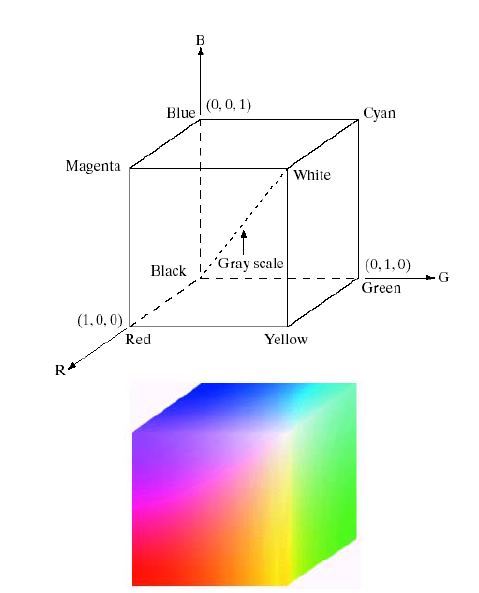 B
Blue (0, 0, 1)
Cyan
Magenta
White
Black
Gray scale
(0, 1, 0)
G
Green
(1, 0, 0)
Red
Yellow
R